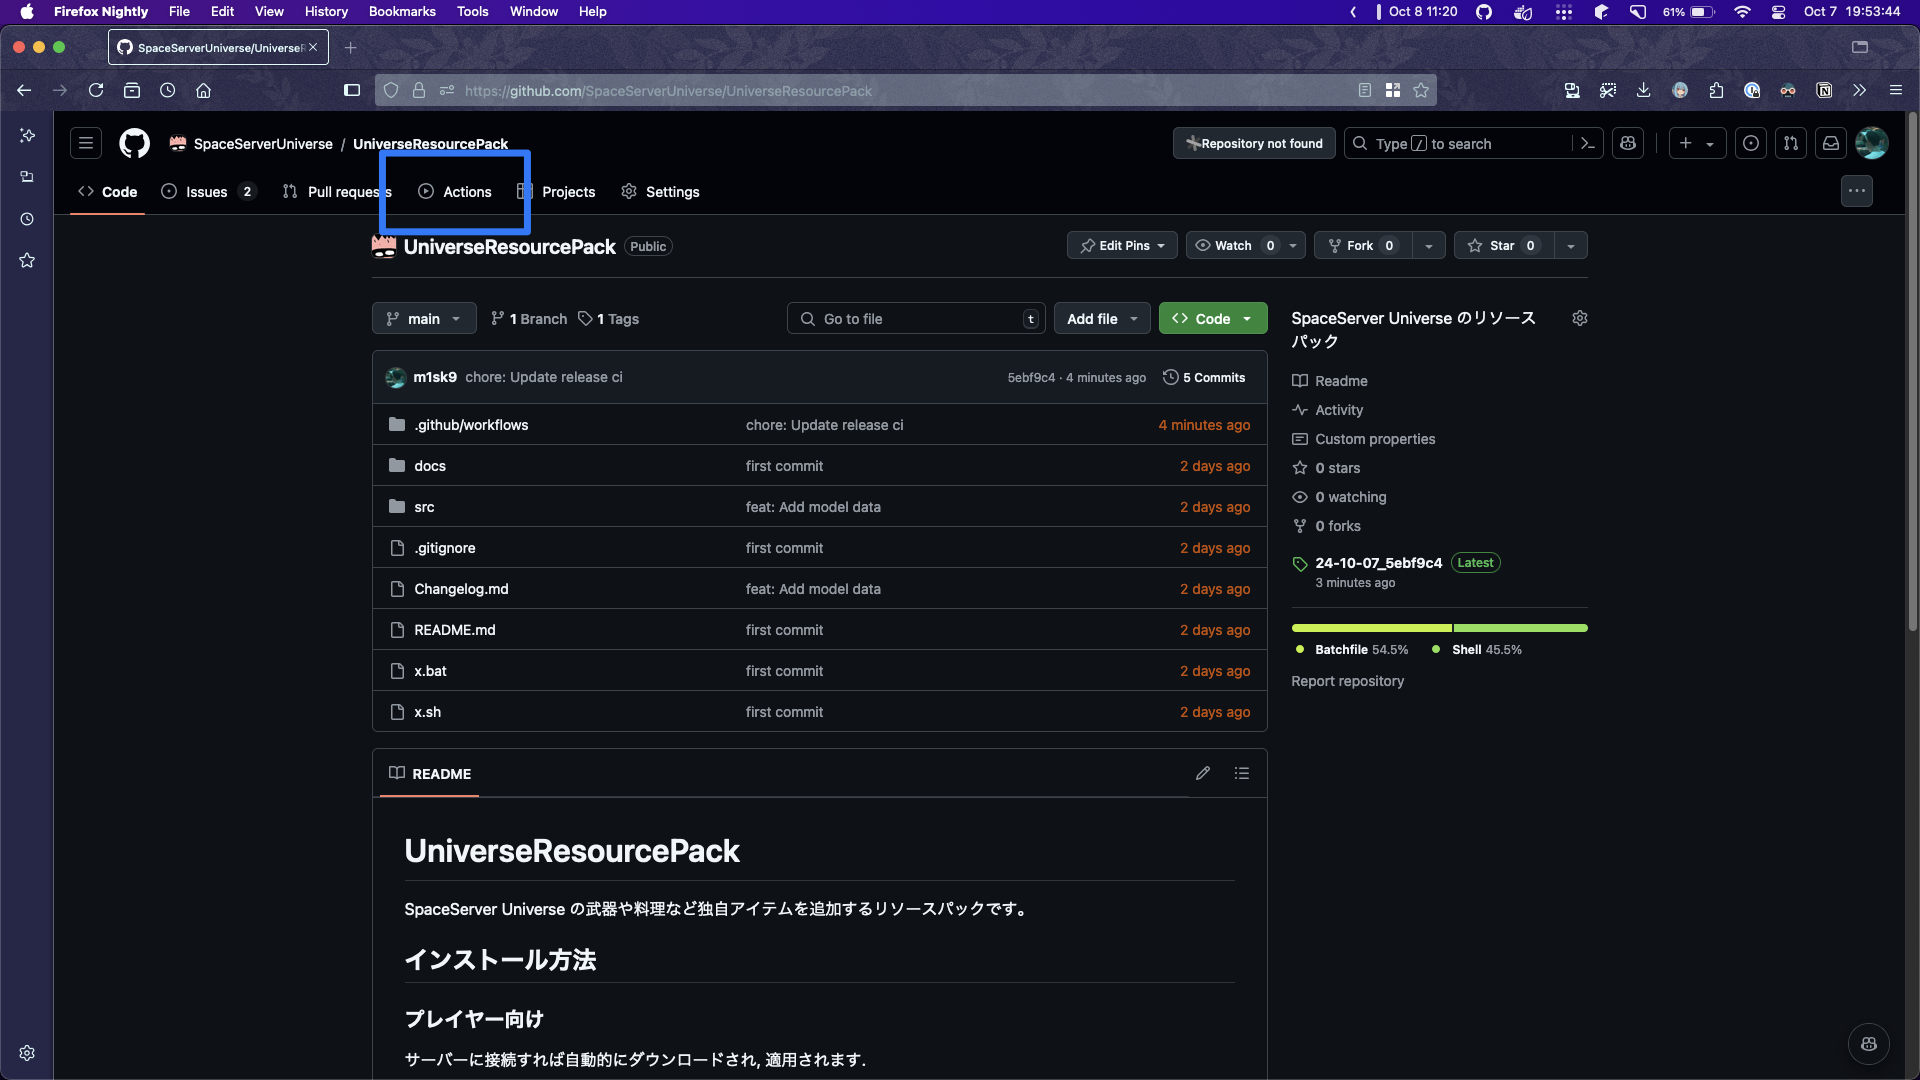 Firefox Nightly File Edit View History Bookmarks Tools Window Help
Oct 8 11:20 61% Oct 7 19:53:44
SpaceServerUniverse/UniverseR
https://github.com/SpaceServerUniverse/UniverseResourcePack
SpaceServerUniverse / UniverseResourcePack
Repository not found
Type / to search
Code Issues 2 Pull requests Actions Projects Settings
UniverseResourcePack Public
Edit Pins Watch 0 Fork 0 Star 0
main 1 Branch 1 Tags
Go to file t Add file Code
m1sk9 chore: Update release ci 5ebf9c4 · 4 minutes ago 5 Commits
.github/workflows chore: Update release ci 4 minutes ago
docs first commit 2 days ago
src feat: Add model data 2 days ago
.gitignore first commit 2 days ago
Changelog.md feat: Add model data 2 days ago
README.md first commit 2 days ago
x.bat first commit 2 days ago
x.sh first commit 2 days ago
SpaceServer Universe のリソース
パック
Readme
Activity
Custom properties
0 stars
0 watching
0 forks
24-10-07_5ebf9c4 Latest
3 minutes ago
Batchfile 54.5% Shell 45.5%
Report repository
README
UniverseResourcePack
SpaceServer Universe の武器や料理など独自アイテムを追加するリソースパックです。
インストール方法
プレイヤー向け
サーバーに接続すれば自動的にダウンロードされ, 適用されます.